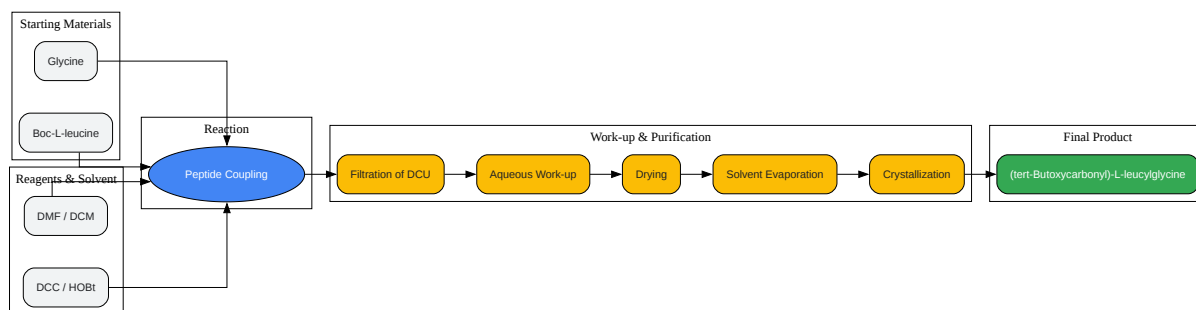 Starting Materials
Glycine
Boc-L-leucine
Reagents & Solvent
DMF / DCM
DCC / HOBt
Reaction
Peptide Coupling
Work-up & Purification
Filtration of DCU
Aqueous Work-up
Drying
Solvent Evaporation
Crystallization
Final Product
(tert-Butoxycarbonyl)-L-leucylglycine